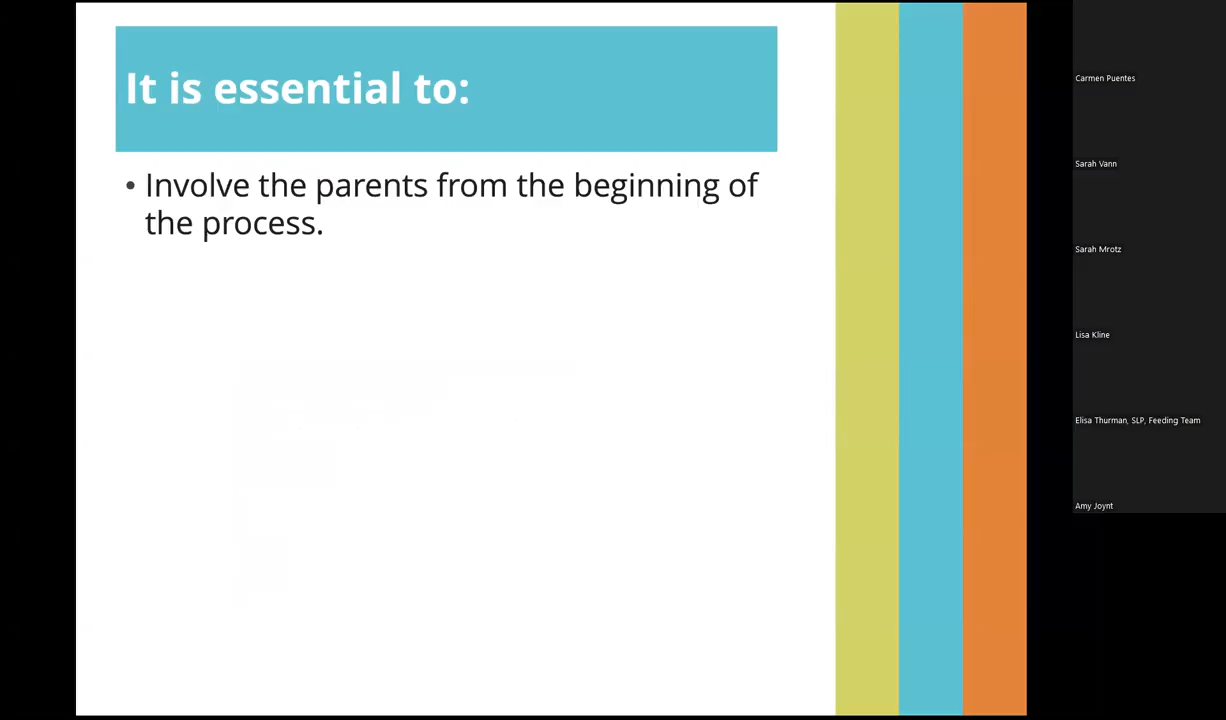 It is essential to:
• Involve the parents from the beginning of
the process.
Carmen Puentes
Sarah Vann
Sarah Mrotz
Lisa Kline
Elisa Thurman, SLP, Feeding Team
Amy Joynt